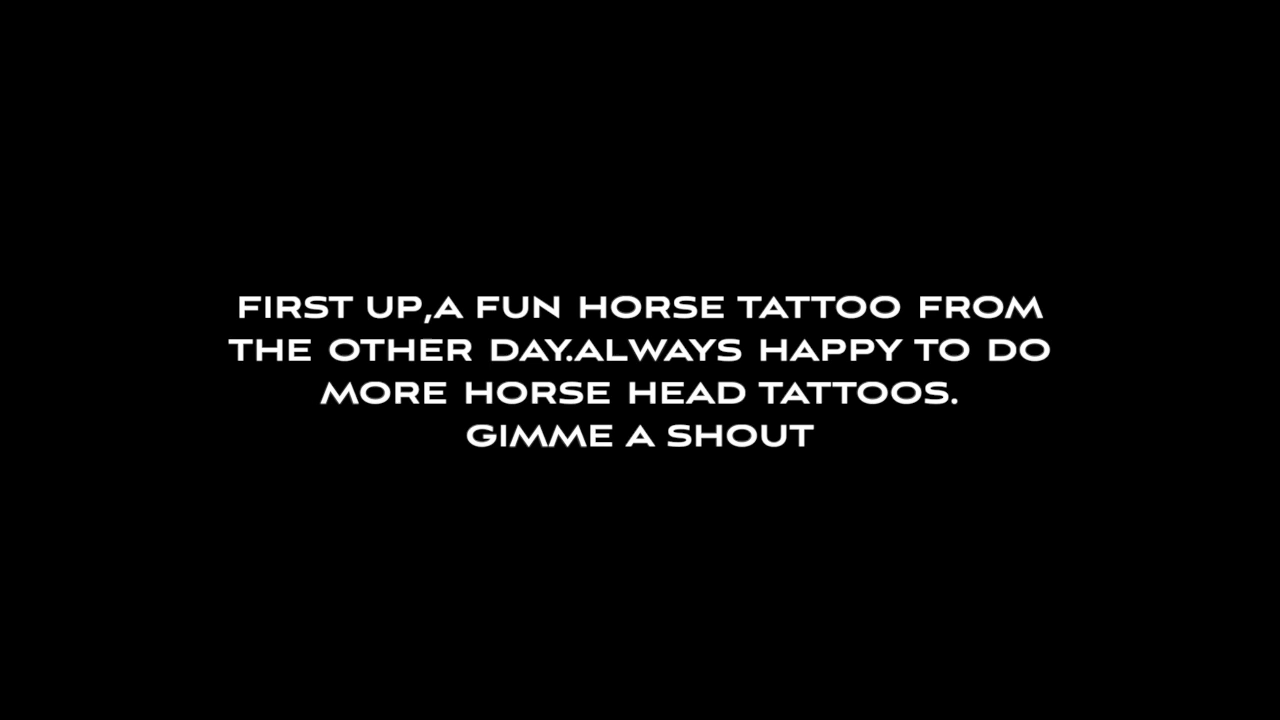 FIRST UP,A FUN HORSE TATTOO FROM
THE OTHER DAY.ALWAYS HAPPY TO DO
MORE HORSE HEAD TATTOOS.
GIMME A SHOUT